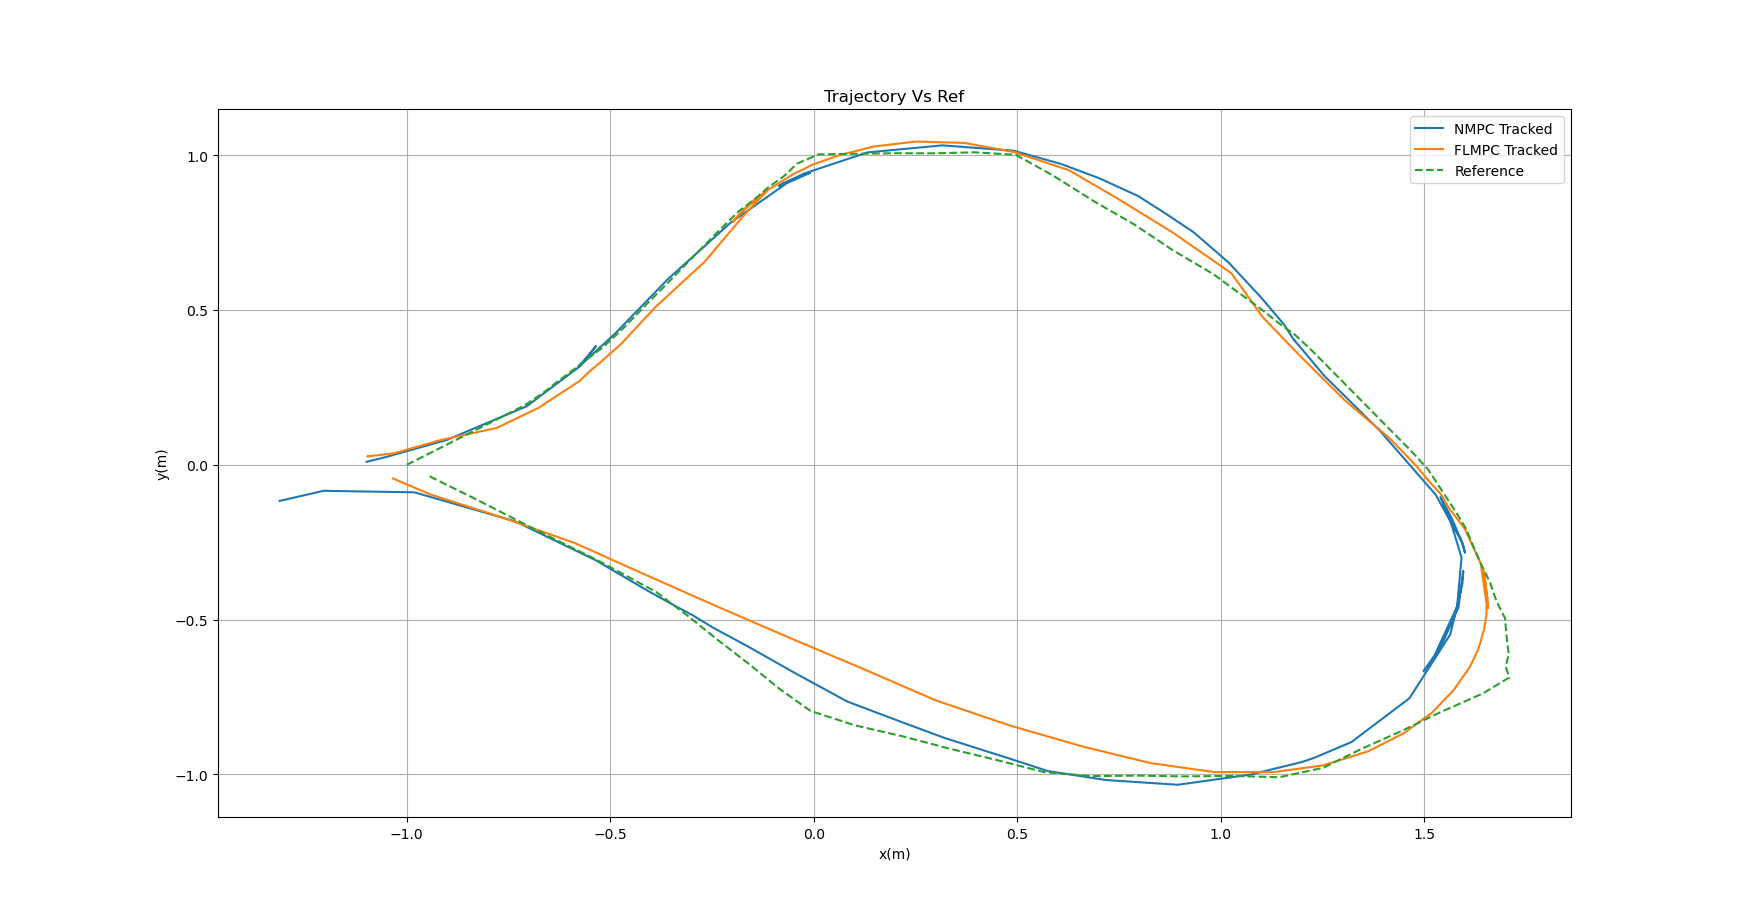 Trajectory Vs Ref
NMPC Tracked
FLMPC Tracked
Reference
1.0
0.5
0.0
−0.5
−1.0
y(m)
−1.0 −0.5 0.0 0.5 1.0 1.5
x(m)